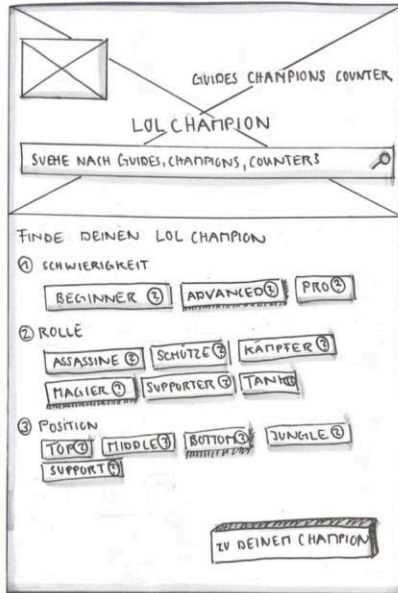 GUIDES CHAMPIONS COUNTER
LOL CHAMPION
SUCHE NACH GUIDES, CHAMPIONS, COUNTERS
FINDE DEINEN LOL CHAMPION
① SCHWIERIGKEIT
BEGINNER ? ADVANCED ? PRO ?
② ROLLE
ASSASSINE ? SCHÜTZE ? KÄMPFER ?
MAGIER ? SUPPORTER ? TANK ?
③ POSITION
TOP ? MIDDLE ? BOTTOM ? JUNGLE ?
SUPPORT ?
ZU DEINEM CHAMPION